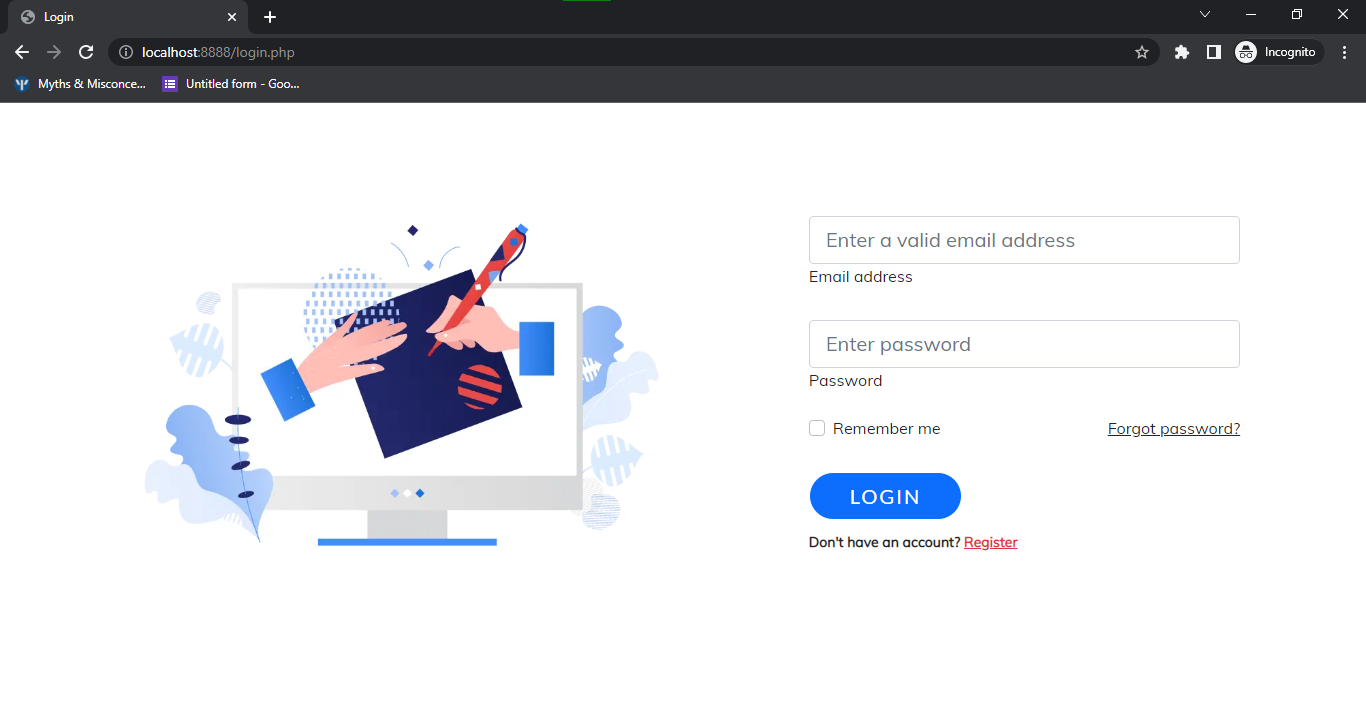 Login
localhost:8888/login.php
Incognito
Myths & Misconce...
Untitled form - Goo...
Enter a valid email address
Email address
Enter password
Password
Remember me
Forgot password?
LOGIN
Don't have an account? Register